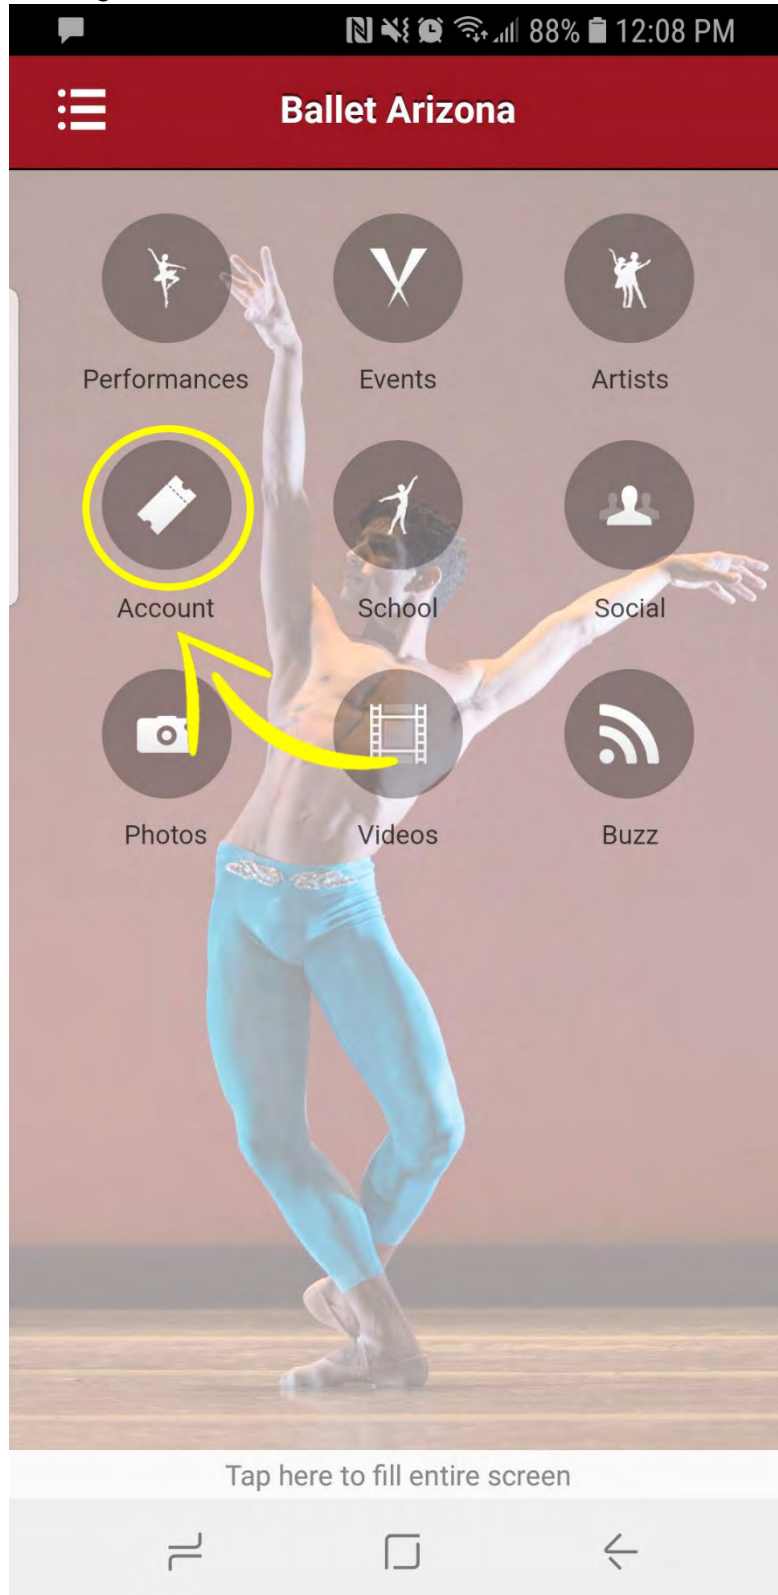 88% 12:08 PM
Ballet Arizona
Performances Events Artists
Account School Social
Photos Videos Buzz
Tap here to fill entire screen